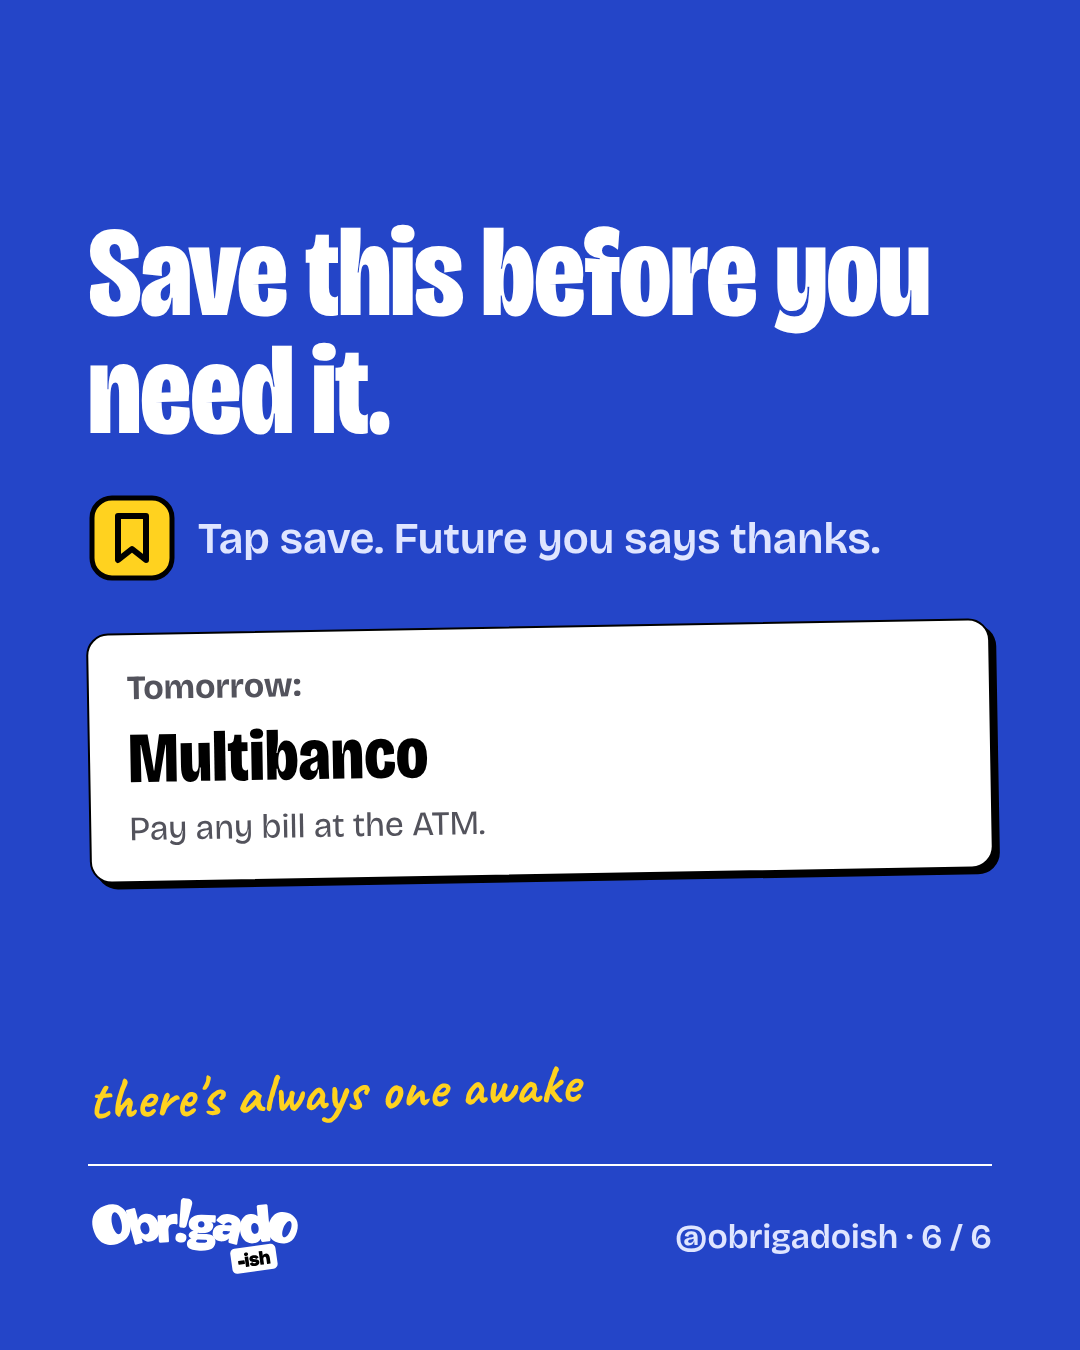 Save this before you
need it.
Tap save. Future you says thanks.
Tomorrow:
Multibanco
Pay any bill at the ATM.
there's always one awake
Obr!gado
-ish
@obrigadoish · 6 / 6